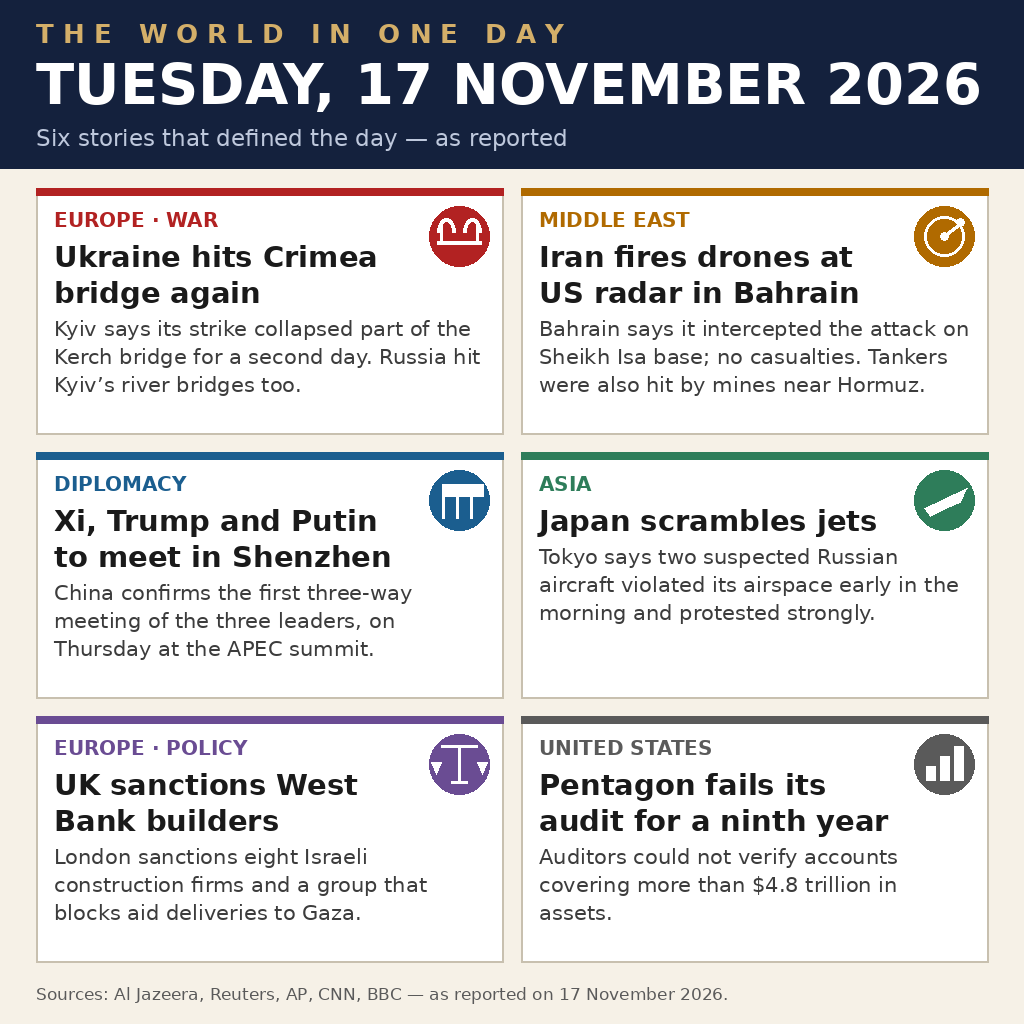 THE WORLD IN ONE DAY
TUESDAY, 17 NOVEMBER 2026
Six stories that defined the day — as reported
EUROPE · WAR
Ukraine hits Crimea
bridge again
Kyiv says its strike collapsed part of the
Kerch bridge for a second day. Russia hit
Kyiv’s river bridges too.
MIDDLE EAST
Iran fires drones at
US radar in Bahrain
Bahrain says it intercepted the attack on
Sheikh Isa base; no casualties. Tankers
were also hit by mines near Hormuz.
DIPLOMACY
Xi, Trump and Putin
to meet in Shenzhen
China confirms the first three-way
meeting of the three leaders, on
Thursday at the APEC summit.
ASIA
Japan scrambles jets
Tokyo says two suspected Russian
aircraft violated its airspace early in the
morning and protested strongly.
EUROPE · POLICY
UK sanctions West
Bank builders
London sanctions eight Israeli
construction firms and a group that
blocks aid deliveries to Gaza.
UNITED STATES
Pentagon fails its
audit for a ninth year
Auditors could not verify accounts
covering more than $4.8 trillion in
assets.
Sources: Al Jazeera, Reuters, AP, CNN, BBC — as reported on 17 November 2026.